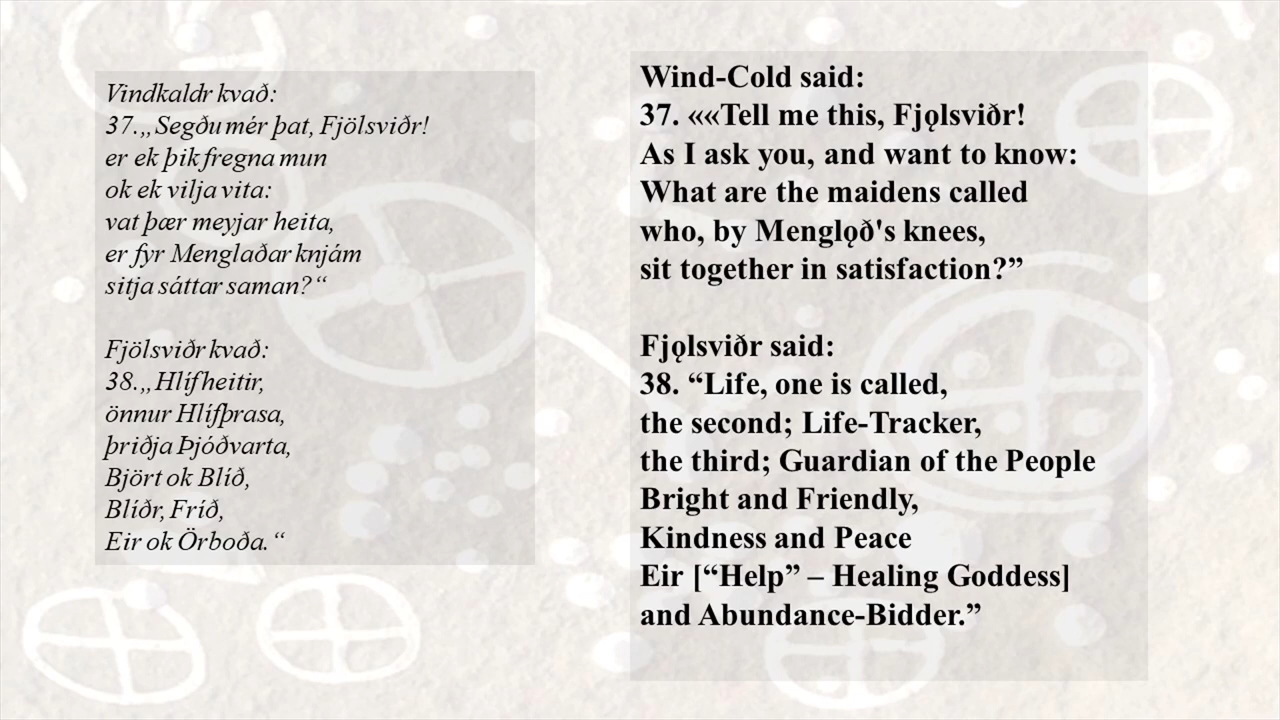 Vindkaldr kvað:
37.„Segðu mér þat, Fjölsviðr!
er ek þik fregna mun
ok ek vilja vita:
vat þær meyjar heita,
er fyr Menglaðar knjám
sitja sáttar saman?“
Fjölsviðr kvað:
38.„Hlíf heitir,
önnur Hlífþrasa,
þriðja Þjóðvarta,
Björt ok Blíð,
Blíðr, Fríð,
Eir ok Örboða.“
Wind-Cold said:
37. ««Tell me this, Fjǫlsviðr!
As I ask you, and want to know:
What are the maidens called
who, by Menglǫð's knees,
sit together in satisfaction?”
Fjǫlsviðr said:
38. “Life, one is called,
the second; Life-Tracker,
the third; Guardian of the People
Bright and Friendly,
Kindness and Peace
Eir [“Help” – Healing Goddess]
and Abundance-Bidder.”